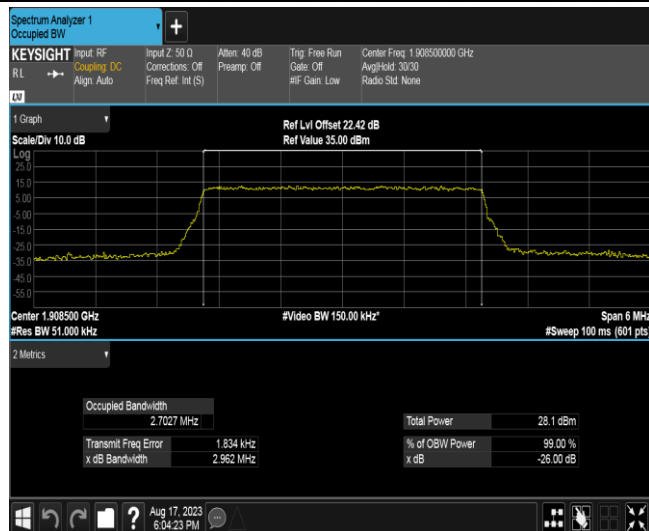 Spectrum Analyzer 1
Occupied BW
+
KEYSIGHT Input: RF Input Z: 50 Ω Atten: 40 dB Trig: Free Run Center Freq: 1.908500000 GHz
RL Coupling: DC Corrections: Off Preamp: Off Gate: Off Avg|Hold: 30/30
Align: Auto Freq Ref: Int (S) #IF Gain: Low Radio Std: None
LXI
1 Graph
Ref Lvl Offset 22.42 dB
Scale/Div 10.0 dB Ref Value 35.00 dBm
Log
25.0
15.0
5.00
-5.00
-15.0
-25.0
-35.0
-45.0
-55.0
Center 1.908500 GHz #Video BW 150.00 kHz* Span 6 MHz
#Res BW 51.000 kHz #Sweep 100 ms (601 pts)
2 Metrics
Occupied Bandwidth
2.7027 MHz Total Power 28.1 dBm
Transmit Freq Error 1.834 kHz % of OBW Power 99.00 %
x dB Bandwidth 2.962 MHz x dB -26.00 dB
? Aug 17, 2023
6:04:23 PM